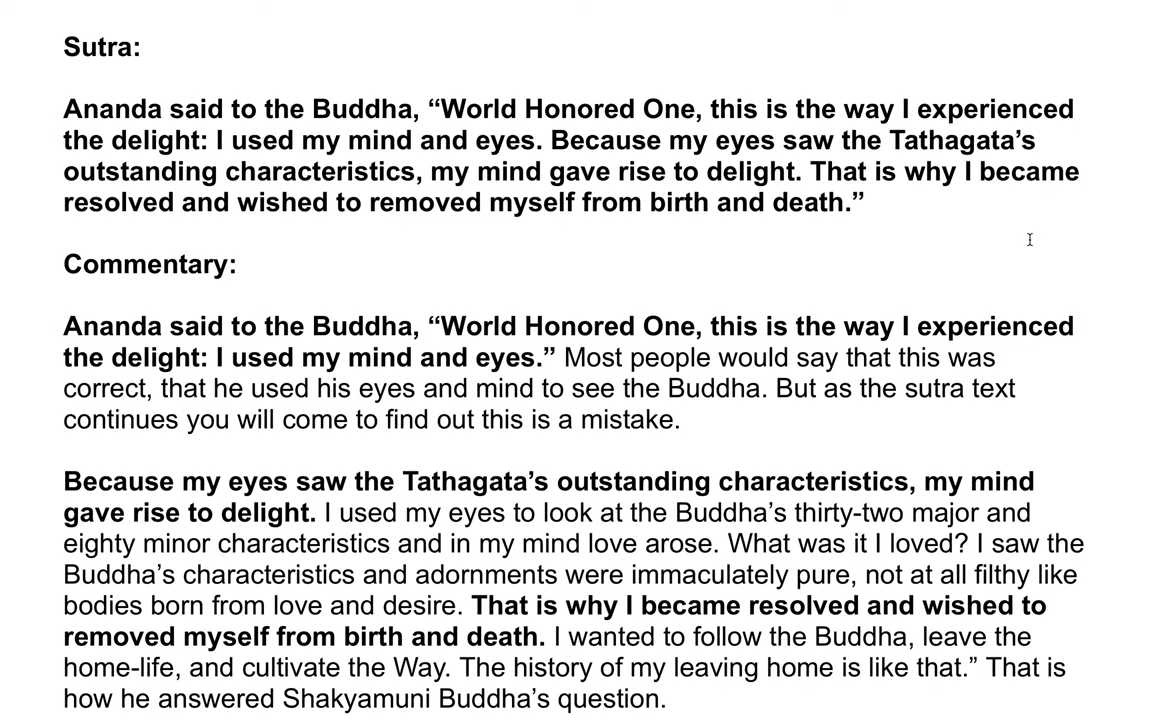 Sutra:
Ananda said to the Buddha, “World Honored One, this is the way I experienced
the delight: I used my mind and eyes. Because my eyes saw the Tathagata’s
outstanding characteristics, my mind gave rise to delight. That is why I became
resolved and wished to removed myself from birth and death.”
Commentary:
Ananda said to the Buddha, “World Honored One, this is the way I experienced
the delight: I used my mind and eyes.” Most people would say that this was
correct, that he used his eyes and mind to see the Buddha. But as the sutra text
continues you will come to find out this is a mistake.
Because my eyes saw the Tathagata’s outstanding characteristics, my mind
gave rise to delight. I used my eyes to look at the Buddha’s thirty-two major and
eighty minor characteristics and in my mind love arose. What was it I loved? I saw the
Buddha’s characteristics and adornments were immaculately pure, not at all filthy like
bodies born from love and desire. That is why I became resolved and wished to
removed myself from birth and death. I wanted to follow the Buddha, leave the
home-life, and cultivate the Way. The history of my leaving home is like that.” That is
how he answered Shakyamuni Buddha’s question.